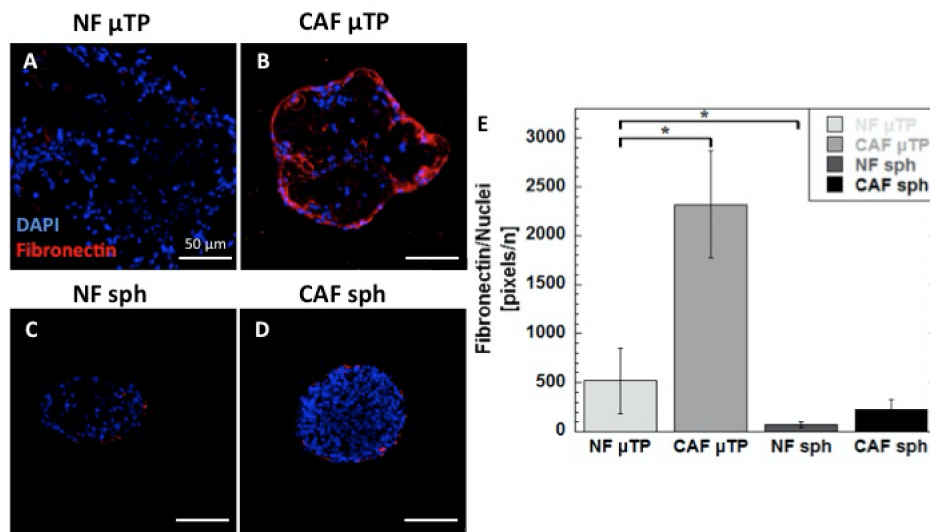 NF µTP
CAF µTP
A
B
DAPI
Fibronectin
50 µm
NF sph
CAF sph
C
D
E
*
*
NF µTP
CAF µTP
NF sph
CAF sph
Fibronectin/Nuclei
[pixels/n]
3000
2500
2000
1500
1000
500
0
NF µTP
CAF µTP
NF sph
CAF sph